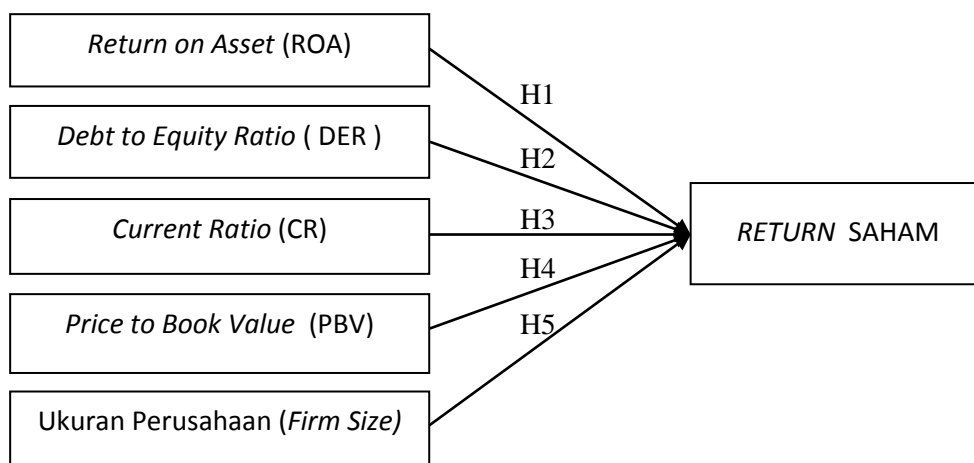 Return on Asset (ROA)
H1
Debt to Equity Ratio ( DER )
H2
Current Ratio (CR)
H3
RETURN SAHAM
H4
Price to Book Value (PBV)
H5
Ukuran Perusahaan (Firm Size)